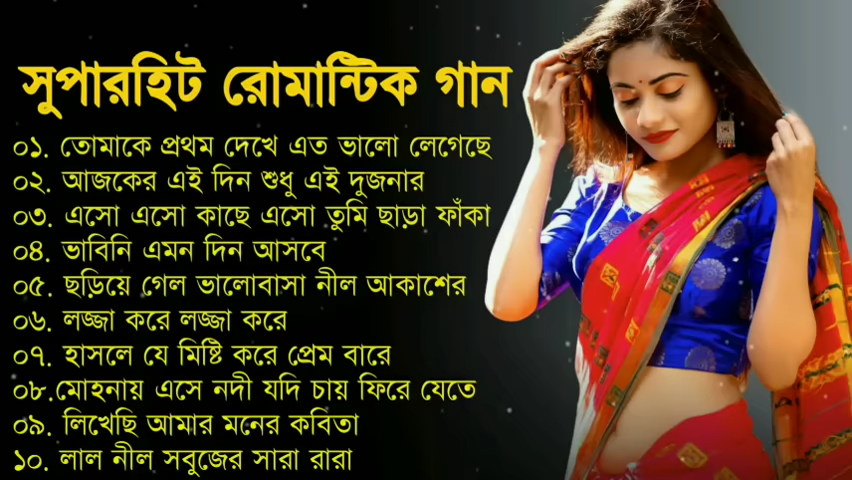 সুপারহিট রোমান্টিক গান
০১. তোমাকে প্রথম দেখে এত ভালো লেগেছে
০২. আজকের এই দিন শুধু এই দুজনার
০৩. এসো এসো কাছে এসো তুমি ছাড়া ফাঁকা
০৪. ভাবিনি এমন দিন আসবে
০৫. ছড়িয়ে গেল ভালোবাসা নীল আকাশের
০৬. লজ্জা করে লজ্জা করে
০৭. হাসলে যে মিষ্টি করে প্রেম বারে
০৮.মোহনায় এসে নদী যদি চায় ফিরে যেতে
০৯. লিখেছি আমার মনের কবিতা
১০. লাল নীল সবুজের সারা রারা